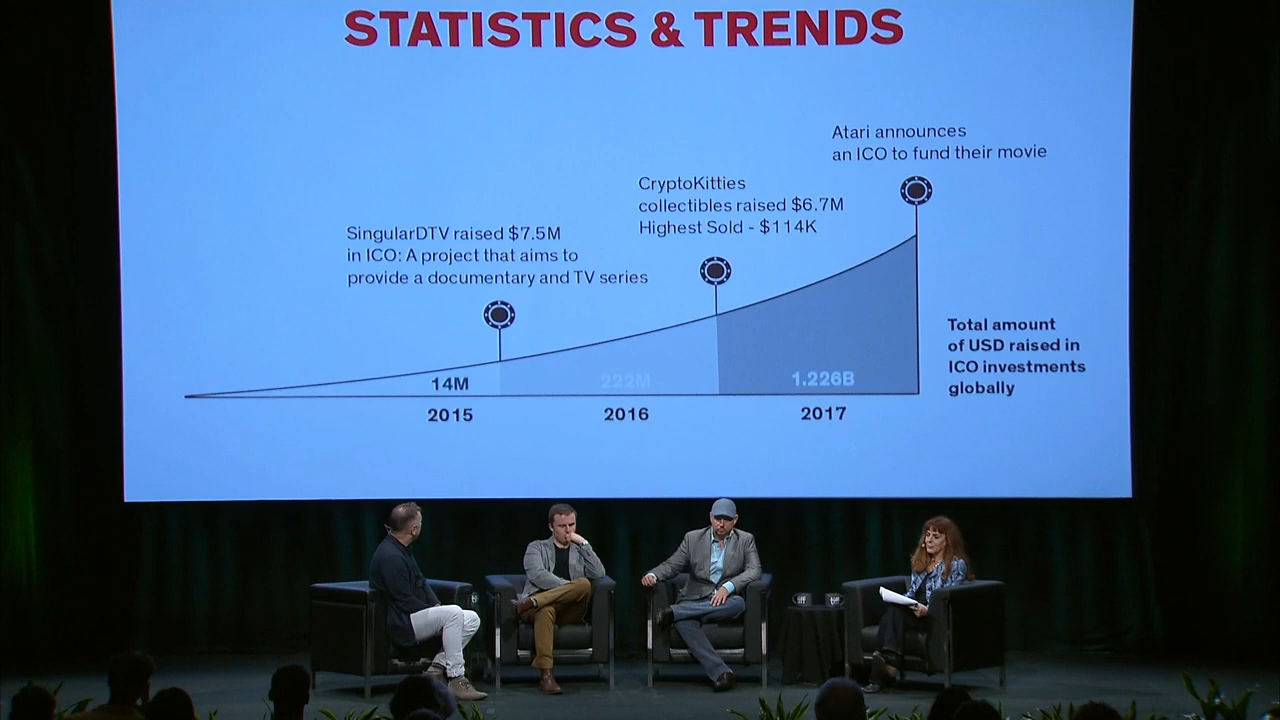 STATISTICS & TRENDS
Atari announces
an ICO to fund their movie
CryptoKitties
collectibles raised $6.7M
Highest Sold - $114K
SingularDTV raised $7.5M
in ICO: A project that aims to
provide a documentary and TV series
Total amount
of USD raised in
ICO investments
globally
14M
222M
1.226B
2015
2016
2017